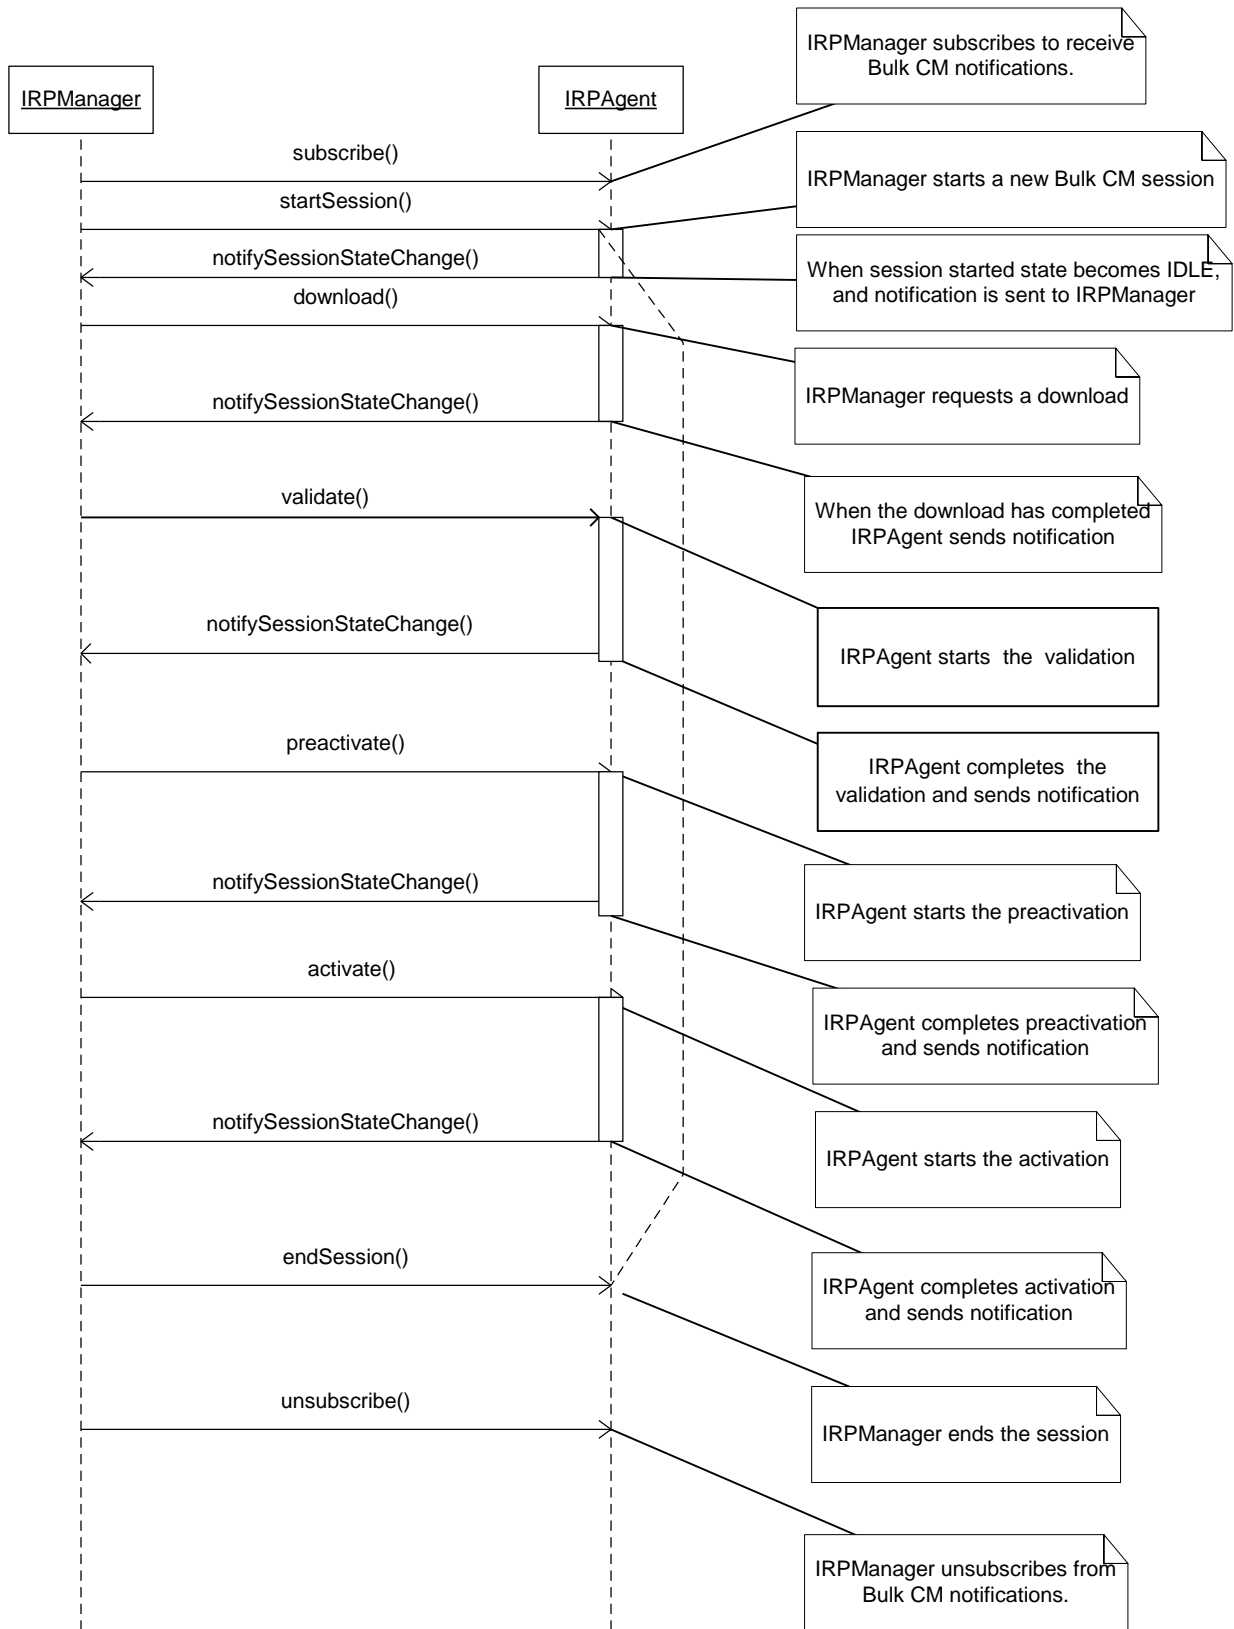 IRPManager subscribes to receive
Bulk CM notifications.
IRPManager
IRPAgent
subscribe()
IRPManager starts a new Bulk CM session
startSession()
notifySessionStateChange()
When session started state becomes IDLE,
and notification is sent to IRPManager
download()
IRPManager requests a download
notifySessionStateChange()
validate()
When the download has completed
IRPAgent sends notification
notifySessionStateChange()
IRPAgent starts the validation
preactivate()
IRPAgent completes the
validation and sends notification
notifySessionStateChange()
IRPAgent starts the preactivation
activate()
IRPAgent completes preactivation
and sends notification
notifySessionStateChange()
IRPAgent starts the activation
endSession()
IRPAgent completes activation
and sends notification
unsubscribe()
IRPManager ends the session
IRPManager unsubscribes from
Bulk CM notifications.